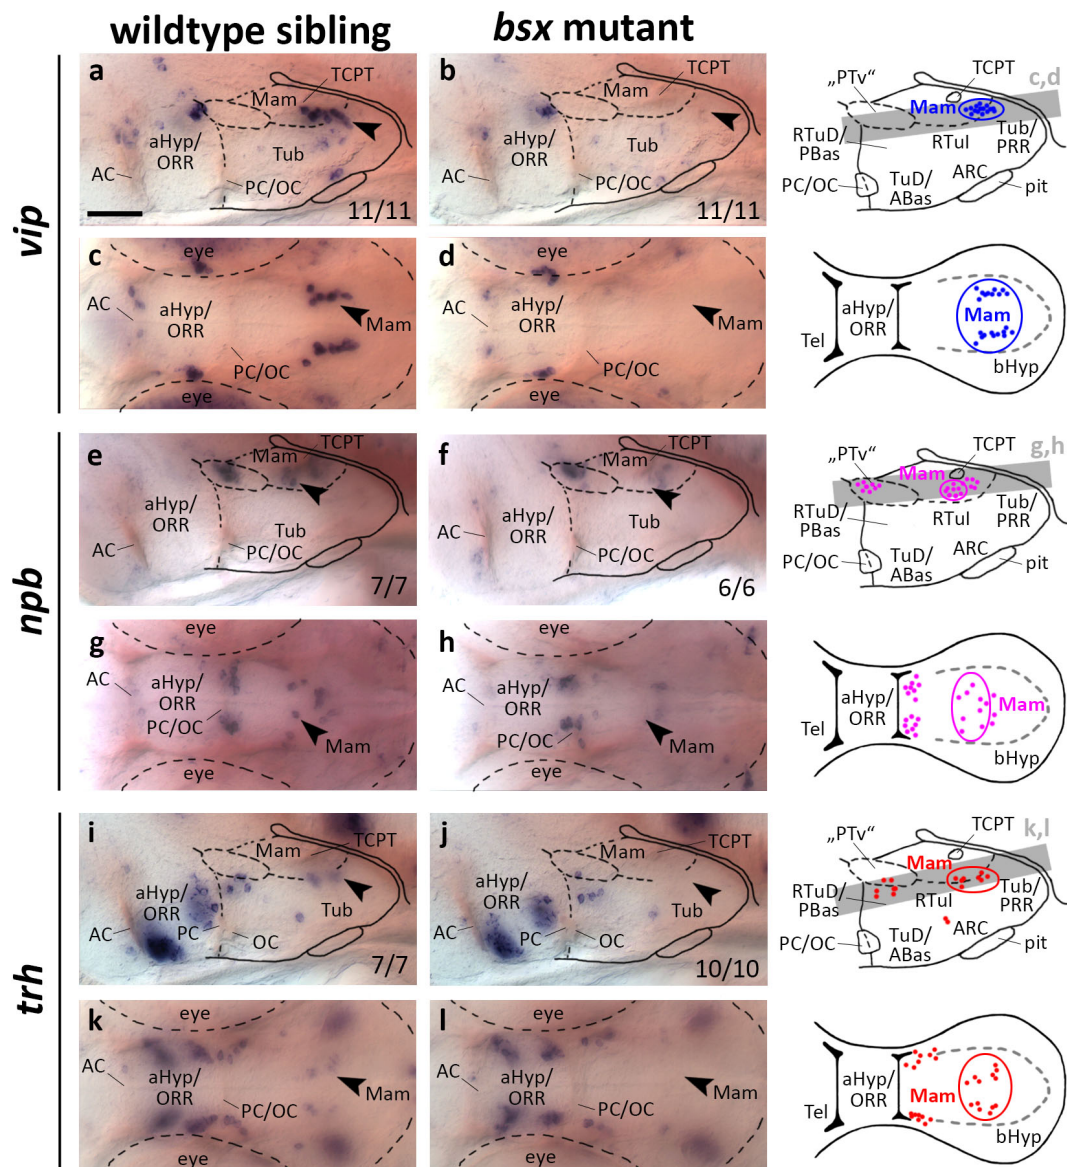 wildtype sibling
bsx mutant
vip
a
TCPT
Mam
aHyp/
ORR
Tub
AC
PC/OC
11/11
b
TCPT
Mam
aHyp/
ORR
Tub
AC
PC/OC
11/11
„PTv“
TCPT
c,d
Mam
RTuD/
PBas
RTuI
Tub/
PRR
PC/OC
TuD/
ABas
ARC
pit
c
eye
AC
aHyp/
ORR
Mam
PC/OC
eye
d
eye
AC
aHyp/
ORR
Mam
PC/OC
eye
aHyp/
ORR
Mam
Tel
bHyp
npb
e
TCPT
Mam
aHyp/
ORR
Tub
AC
PC/OC
7/7
f
TCPT
Mam
aHyp/
ORR
Tub
AC
PC/OC
6/6
„PTv“
TCPT
g,h
Mam
RTuD/
PBas
RTuI
Tub/
PRR
PC/OC
TuD/
ABas
ARC
pit
g
eye
AC
aHyp/
ORR
PC/OC
Mam
eye
h
eye
AC
aHyp/
ORR
PC/OC
Mam
eye
aHyp/
ORR
Mam
Tel
bHyp
trh
i
TCPT
Mam
aHyp/
ORR
Tub
AC
PC
OC
7/7
j
TCPT
Mam
aHyp/
ORR
Tub
AC
PC
OC
10/10
„PTv“
TCPT
k,l
Mam
RTuD/
PBas
RTuI
Tub/
PRR
PC/OC
TuD/
ABas
ARC
pit
k
eye
AC
aHyp/
ORR
Mam
PC/OC
eye
l
eye
AC
aHyp/
ORR
Mam
PC/OC
eye
aHyp/
ORR
Mam
Tel
bHyp